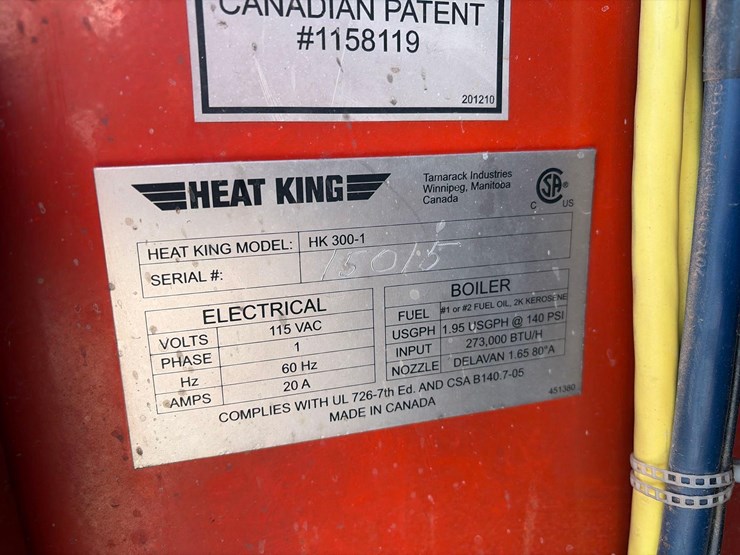 CANADIAN PATENT
#1158119
201210
HEAT KING
Tamarack Industries
Winnipeg, Manitoba
Canada
SA
C US
HEAT KING MODEL: HK 300-1
SERIAL #: 15015
ELECTRICAL
VOLTS 115 VAC
PHASE 1
Hz 60 Hz
AMPS 20 A
BOILER
FUEL #1 or #2 FUEL OIL, 2K KEROSENE
USGPH 1.95 USGPH @ 140 PSI
INPUT 273,000 BTU/H
NOZZLE DELAVAN 1.65 80°A
COMPLIES WITH UL 726-7th Ed. AND CSA B140.7-05
MADE IN CANADA
451380